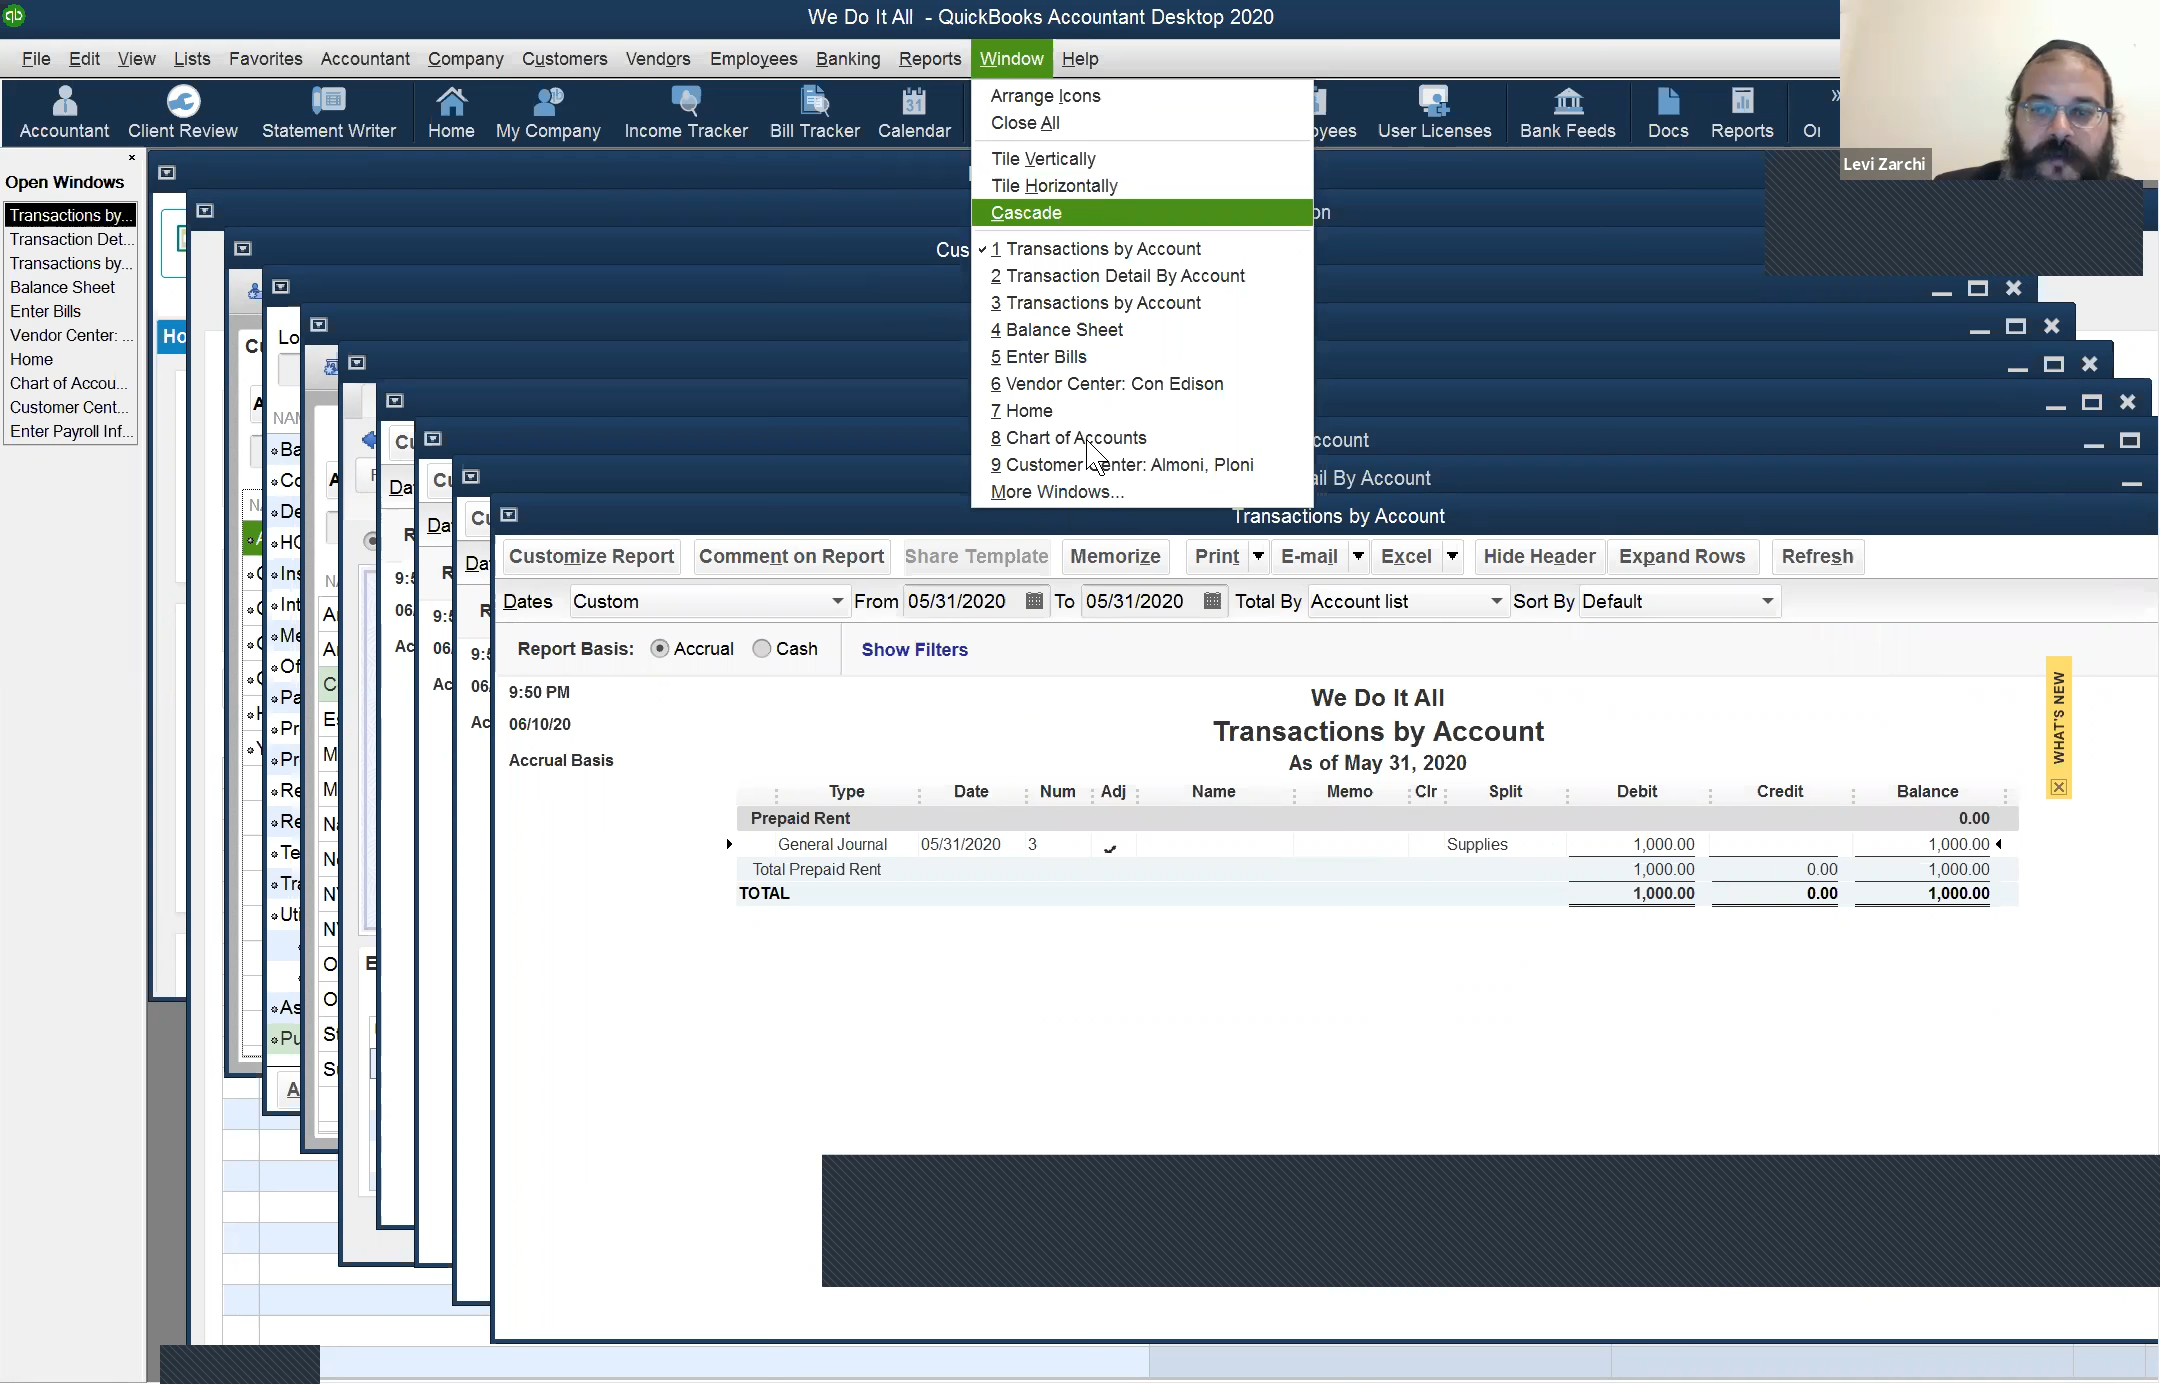 We Do It All - QuickBooks Accountant Desktop 2020
File Edit View Lists Favorites Accountant Company Customers Vendors Employees Banking Reports Window Help
Accountant Client Review Statement Writer Home My Company Income Tracker Bill Tracker Calendar yees User Licenses Bank Feeds Docs Reports
Levi Zarchi
Open Windows
Transactions by...
Transaction Det...
Transactions by...
Balance Sheet
Enter Bills
Vendor Center: ...
Home
Chart of Accou...
Customer Cent...
Enter Payroll Inf...
Arrange Icons
Close All
Tile Vertically
Tile Horizontally
Cascade
1 Transactions by Account
2 Transaction Detail By Account
3 Transactions by Account
4 Balance Sheet
5 Enter Bills
6 Vendor Center: Con Edison
7 Home
8 Chart of Accounts
9 Customer Center: Almoni, Ploni
More Windows...
on
Cus
ccount
ail By Account
Transactions by Account
Customize Report Comment on Report Share Template Memorize Print E-mail Excel Hide Header Expand Rows Refresh
Dates Custom From 05/31/2020 To 05/31/2020 Total By Account list Sort By Default
Report Basis: Accrual Cash Show Filters
9:50 PM
06/10/20
Accrual Basis
We Do It All
Transactions by Account
As of May 31, 2020
Type Date Num Adj Name Memo Clr Split Debit Credit Balance
Prepaid Rent 0.00
General Journal 05/31/2020 3 Supplies 1,000.00 1,000.00
Total Prepaid Rent 1,000.00 0.00 1,000.00
TOTAL 1,000.00 0.00 1,000.00
WHAT'S NEW